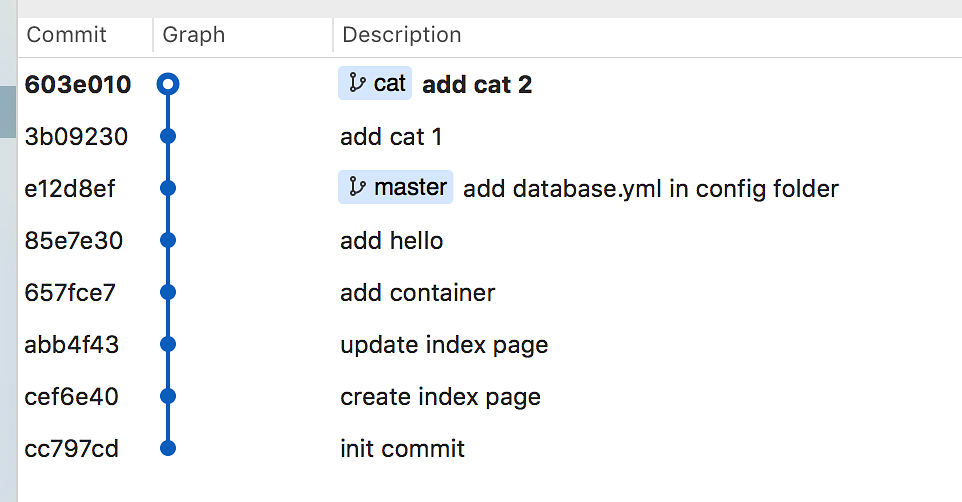 Commit Graph Description
603e010 cat add cat 2
3b09230 add cat 1
e12d8ef master add database.yml in config folder
85e7e30 add hello
657fce7 add container
abb4f43 update index page
cef6e40 create index page
cc797cd init commit